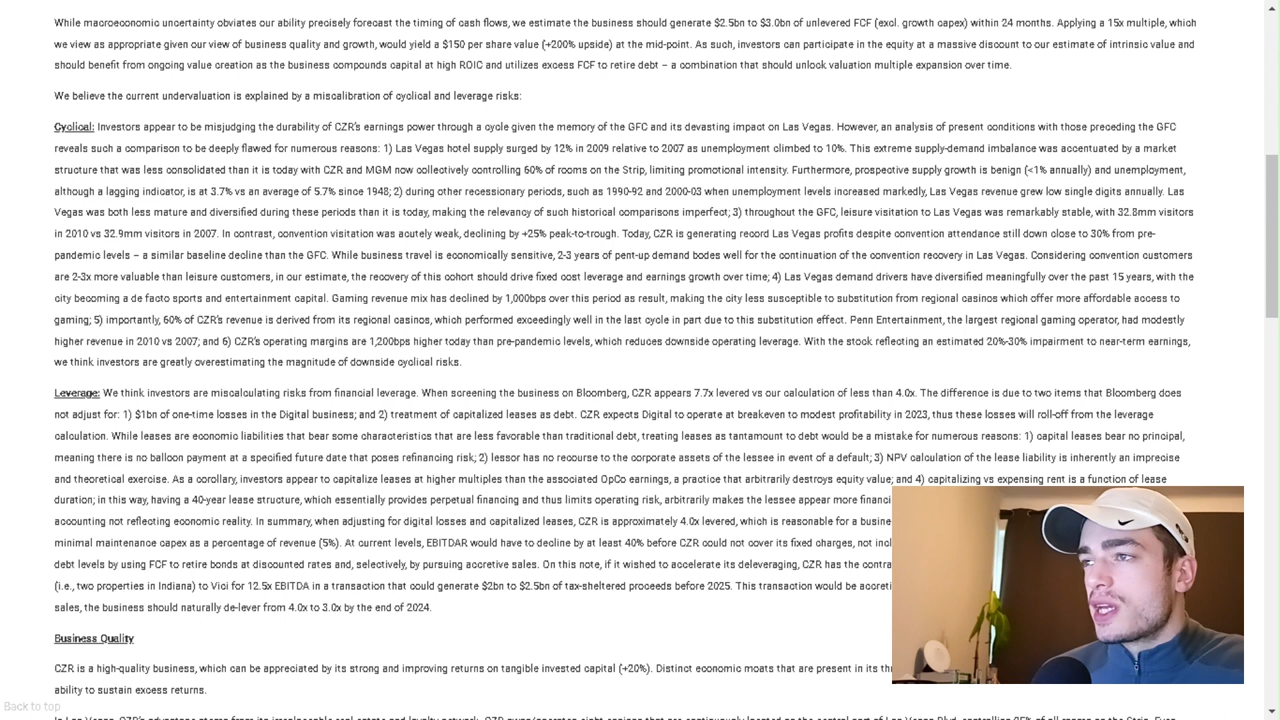 While macroeconomic uncertainty obviates our ability precisely forecast the timing of cash flows, we estimate the business should generate $2.5bn to $3.0bn of unlevered FCF (excl. growth capex) within 24 months. Applying a 15x multiple, which
we view as appropriate given our view of business quality and growth, would yield a $150 per share value (+200% upside) at the mid-point. As such, investors can participate in the equity at a massive discount to our estimate of intrinsic value and
should benefit from ongoing value creation as the business compounds capital at high ROIC and utilizes excess FCF to retire debt – a combination that should unlock valuation multiple expansion over time.
We believe the current undervaluation is explained by a miscalibration of cyclical and leverage risks:
Cyclical: Investors appear to be misjudging the durability of CZR's earnings power through a cycle given the memory of the GFC and its devasting impact on Las Vegas. However, an analysis of present conditions with those preceding the GFC
reveals such a comparison to be deeply flawed for numerous reasons: 1) Las Vegas hotel supply surged by 12% in 2009 relative to 2007 as unemployment climbed to 10%. This extreme supply-demand imbalance was accentuated by a market
structure that was less consolidated than it is today with CZR and MGM now collectively controlling 60% of rooms on the Strip, limiting promotional intensity. Furthermore, prospective supply growth is benign (<1% annually) and unemployment,
although a lagging indicator, is at 3.7% vs an average of 5.7% since 1948; 2) during other recessionary periods, such as 1990-92 and 2000-03 when unemployment levels increased markedly, Las Vegas revenue grew low single digits annually. Las
Vegas was both less mature and diversified during these periods than it is today, making the relevancy of such historical comparisons imperfect; 3) throughout the GFC, leisure visitation to Las Vegas was remarkably stable, with 32.8mm visitors
in 2010 vs 32.9mm visitors in 2007. In contrast, convention visitation was acutely weak, declining by +25% peak-to-trough. Today, CZR is generating record Las Vegas profits despite convention attendance still down close to 30% from pre-
pandemic levels – a similar baseline decline than the GFC. While business travel is economically sensitive, 2-3 years of pent-up demand bodes well for the continuation of the convention recovery in Las Vegas. Considering convention customers
are 2-3x more valuable than leisure customers, in our estimate, the recovery of this cohort should drive fixed cost leverage and earnings growth over time; 4) Las Vegas demand drivers have diversified meaningfully over the past 15 years, with the
city becoming a de facto sports and entertainment capital. Gaming revenue mix has declined by 1,000bps over this period as result, making the city less susceptible to substitution from regional casinos which offer more affordable access to
gaming; 5) importantly, 60% of CZR's revenue is derived from its regional casinos, which performed exceedingly well in the last cycle in part due to this substitution effect. Penn Entertainment, the largest regional gaming operator, had modestly
higher revenue in 2010 vs 2007; and 6) CZR's operating margins are 1,200bps higher today than pre-pandemic levels, which reduces downside operating leverage. With the stock reflecting an estimated 20%-30% impairment to near-term earnings,
we think investors are greatly overestimating the magnitude of downside cyclical risks.
Leverage: We think investors are miscalculating risks from financial leverage. When screening the business on Bloomberg, CZR appears 7.7x levered vs our calculation of less than 4.0x. The difference is due to two items that Bloomberg does
not adjust for: 1) $1bn of one-time losses in the Digital business; and 2) treatment of capitalized leases as debt. CZR expects Digital to operate at breakeven to modest profitability in 2023, thus these losses will roll-off from the leverage
calculation. While leases are economic liabilities that bear some characteristics that are less favorable than traditional debt, treating leases as tantamount to debt would be a mistake for numerous reasons: 1) capital leases bear no principal,
meaning there is no balloon payment at a specified future date that poses refinancing risk; 2) lessor has no recourse to the corporate assets of the lessee in event of a default; 3) NPV calculation of the lease liability is inherently an imprecise
and theoretical exercise. As a corollary, investors appear to capitalize leases at higher multiples than the associated OpCo earnings, a practice that arbitrarily destroys equity value; and 4) capitalizing vs expensing rent is a function of lease
duration; in this way, having a 40-year lease structure, which essentially provides perpetual financing and thus limits operating risk, arbitrarily makes the lessee appear more financi
accounting not reflecting economic reality. In summary, when adjusting for digital losses and capitalized leases, CZR is approximately 4.0x levered, which is reasonable for a busine
minimal maintenance capex as a percentage of revenue (5%). At current levels, EBITDAR would have to decline by at least 40% before CZR could not cover its fixed charges, not incl
debt levels by using FCF to retire bonds at discounted rates and, selectively, by pursuing accretive sales. On this note, if it wished to accelerate its deleveraging, CZR has the contra
(i.e., two properties in Indiana) to Vici for 12.5x EBITDA in a transaction that could generate $2bn to $2.5bn of tax-sheltered proceeds before 2025. This transaction would be accreti
sales, the business should naturally de-lever from 4.0x to 3.0x by the end of 2024.
Business Quality
CZR is a high-quality business, which can be appreciated by its strong and improving returns on tangible invested capital (+20%). Distinct economic moats that are present in its th
ability to sustain excess returns.
Back to top